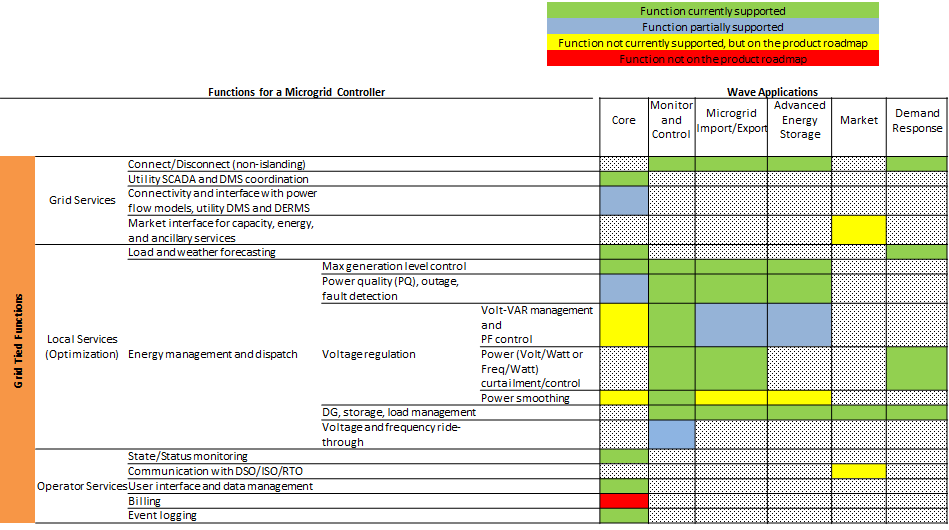 Function currently supported
Function partially supported
Function not currently supported, but on the product roadmap
Function not on the product roadmap
Functions for a Microgrid Controller
Wave Applications
Core
Monitor
and
Control
Microgrid
Import/Export
Advanced
Energy
Storage
Market
Demand
Response
Grid Tied Functions
Grid Services
Connect/Disconnect (non-islanding)
Utility SCADA and DMS coordination
Connectivity and interface with power
flow models, utility DMS and DERMS
Market interface for capacity, energy,
and ancillary services
Local Services
(Optimization)
Load and weather forecasting
Energy management and dispatch
Max generation level control
Power quality (PQ), outage,
fault detection
Voltage regulation
Volt-VAR management
and
PF control
Power (Volt/Watt or
Freq/Watt)
curtailment/control
Power smoothing
DG, storage, load management
Voltage and frequency ride-
through
Operator Services
State/Status monitoring
Communication with DSO/ISO/RTO
User interface and data management
Billing
Event logging